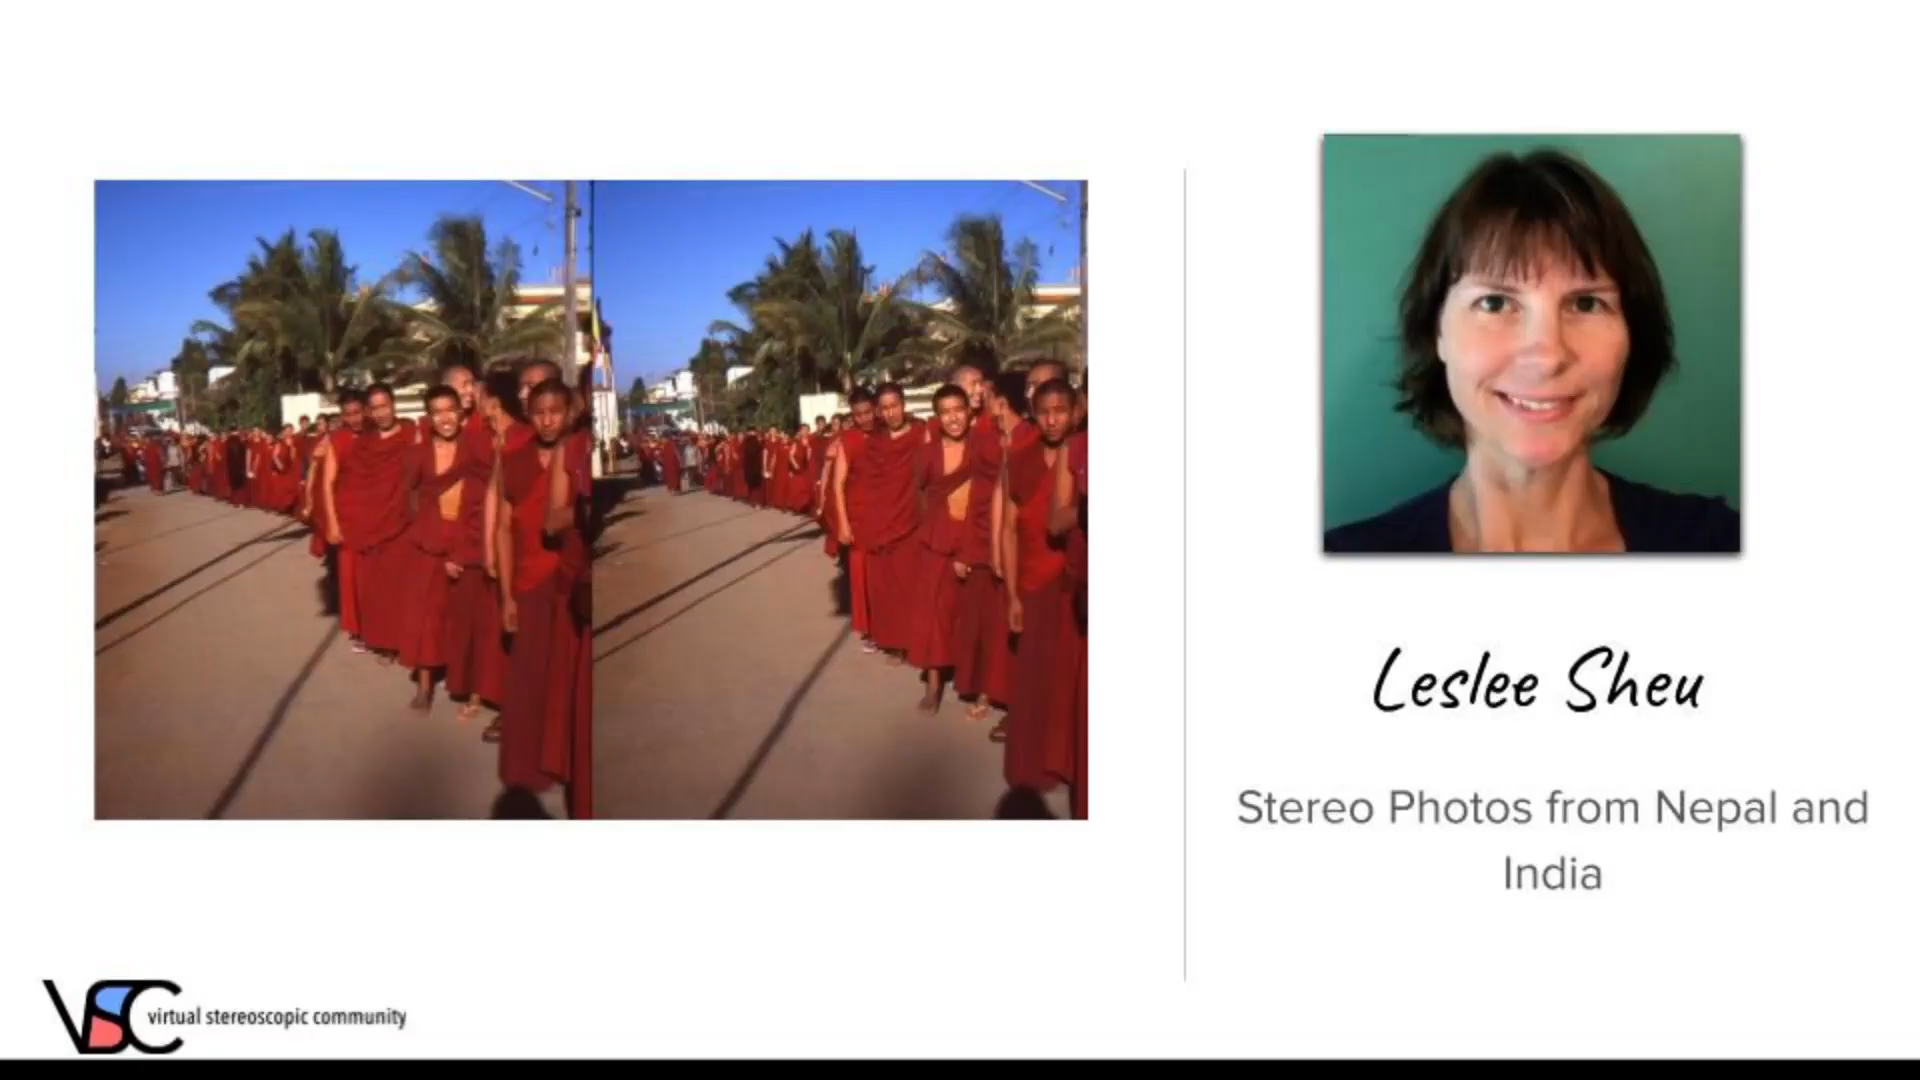 Leslee Sheu
Stereo Photos from Nepal and
India
VSC virtual stereoscopic community